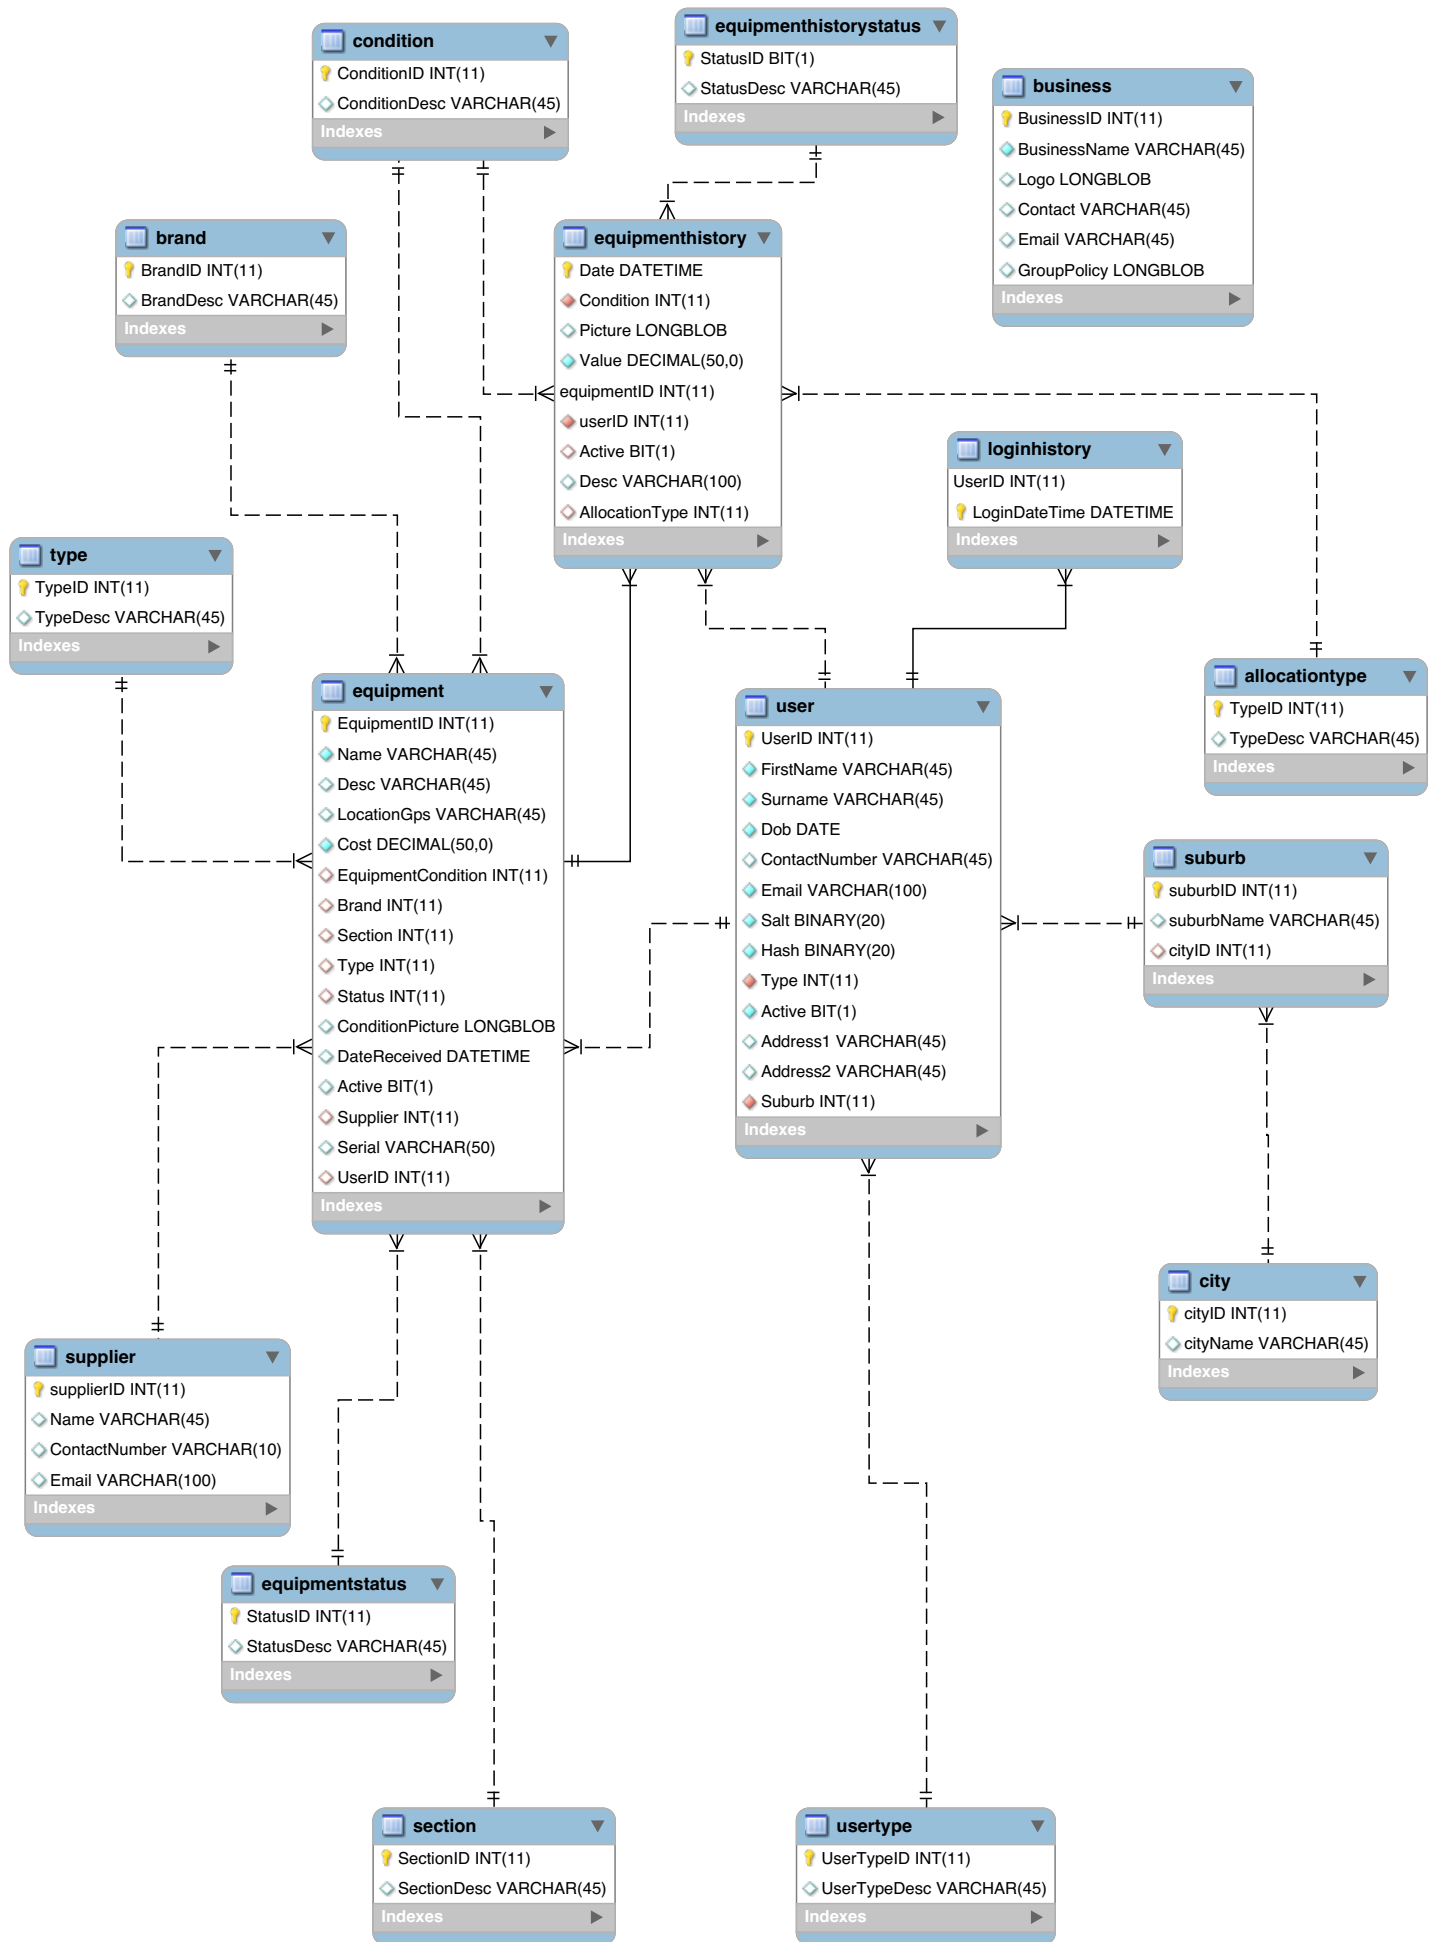 condition
ConditionID INT(11)
ConditionDesc VARCHAR(45)
Indexes
equipmenthistorystatus
StatusID BIT(1)
StatusDesc VARCHAR(45)
Indexes
business
BusinessID INT(11)
BusinessName VARCHAR(45)
Logo LONGBLOB
Contact VARCHAR(45)
Email VARCHAR(45)
GroupPolicy LONGBLOB
Indexes
brand
BrandID INT(11)
BrandDesc VARCHAR(45)
Indexes
equipmenthistory
Date DATETIME
Condition INT(11)
Picture LONGBLOB
Value DECIMAL(50,0)
equipmentID INT(11)
userID INT(11)
Active BIT(1)
Desc VARCHAR(100)
AllocationType INT(11)
Indexes
loginhistory
UserID INT(11)
LoginDateTime DATETIME
Indexes
type
TypeID INT(11)
TypeDesc VARCHAR(45)
Indexes
equipment
EquipmentID INT(11)
Name VARCHAR(45)
Desc VARCHAR(45)
LocationGps VARCHAR(45)
Cost DECIMAL(50,0)
EquipmentCondition INT(11)
Brand INT(11)
Section INT(11)
Type INT(11)
Status INT(11)
ConditionPicture LONGBLOB
DateReceived DATETIME
Active BIT(1)
Supplier INT(11)
Serial VARCHAR(50)
UserID INT(11)
Indexes
user
UserID INT(11)
FirstName VARCHAR(45)
Surname VARCHAR(45)
Dob DATE
ContactNumber VARCHAR(45)
Email VARCHAR(100)
Salt BINARY(20)
Hash BINARY(20)
Type INT(11)
Active BIT(1)
Address1 VARCHAR(45)
Address2 VARCHAR(45)
Suburb INT(11)
Indexes
allocationtype
TypeID INT(11)
TypeDesc VARCHAR(45)
Indexes
suburb
suburbID INT(11)
suburbName VARCHAR(45)
cityID INT(11)
Indexes
city
cityID INT(11)
cityName VARCHAR(45)
Indexes
supplier
supplierID INT(11)
Name VARCHAR(45)
ContactNumber VARCHAR(10)
Email VARCHAR(100)
Indexes
equipmentstatus
StatusID INT(11)
StatusDesc VARCHAR(45)
Indexes
section
SectionID INT(11)
SectionDesc VARCHAR(45)
Indexes
usertype
UserTypeID INT(11)
UserTypeDesc VARCHAR(45)
Indexes